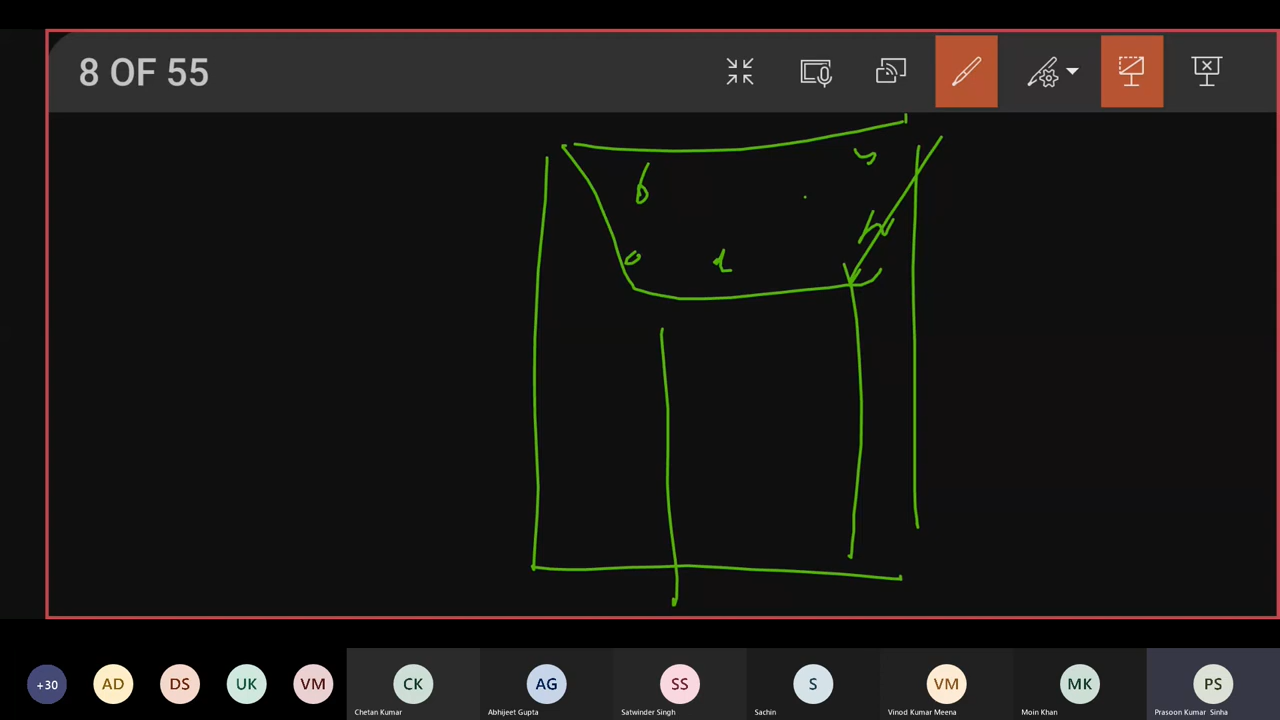 8 OF 55
b
+30
AD
DS
UK
VM
CK
AG
SS
S
VM
MK
PS
Chetan Kumar
Abhijeet Gupta
Satwinder Singh
Sachin
Vinod Kumar Meena
Moin Khan
Prasoon Kumar Sinha